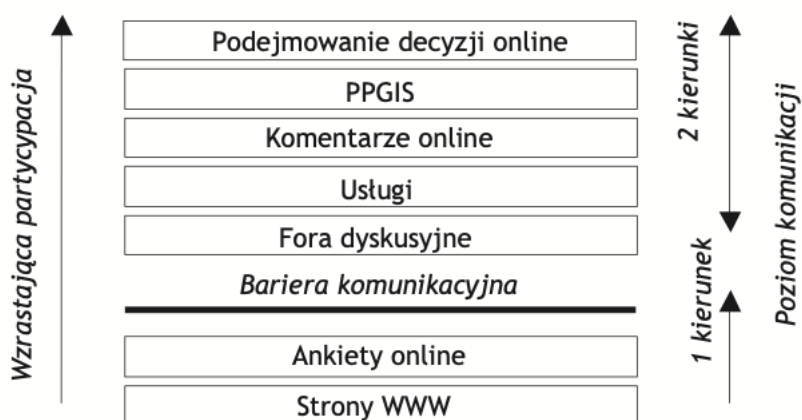 Wzrastająca partycypacja
Podejmowanie decyzji online
PPGIS
Komentarze online
Usługi
Fora dyskusyjne
Bariera komunikacyjna
Ankiety online
Strony WWW
2 kierunki
1 kierunek
Poziom komunikacji